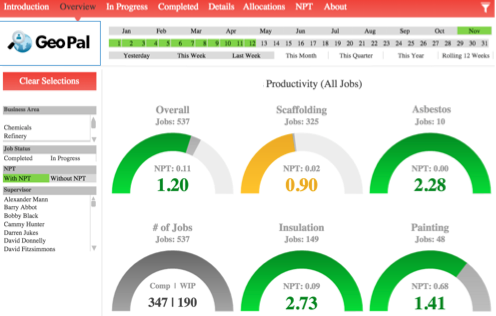 Introduction Overview In Progress Completed Details Allocations NPT About
GeoPal
Jan Feb Mar Apr May Jun Jul Aug Sep Oct Nov
1 2 3 4 5 6 7 8 9 10 11 12 13 14 15 16 17 18 19 20 21 22 23 24 25 26 27 28 29 30 31
Yesterday This Week Last Week This Month This Quarter This Year Rolling 12 Weeks
Clear Selections
Productivity (All Jobs)
Business Area
Chemicals
Refinery
Job Status
Completed In Progress
NPT
With NPT Without NPT
Supervisor
Alexander Mann
Barry Abbot
Bobby Black
Cammy Hunter
Darren Jukes
David Donnelly
David Fitzsimmons
Overall
Jobs: 537
NPT: 0.11
1.20
Scaffolding
Jobs: 325
NPT: 0.02
0.90
Asbestos
Jobs: 10
NPT: 0.00
2.28
# of Jobs
Jobs: 537
Comp | WIP
347 | 190
Insulation
Jobs: 149
NPT: 0.09
2.73
Painting
Jobs: 48
NPT: 0.68
1.41